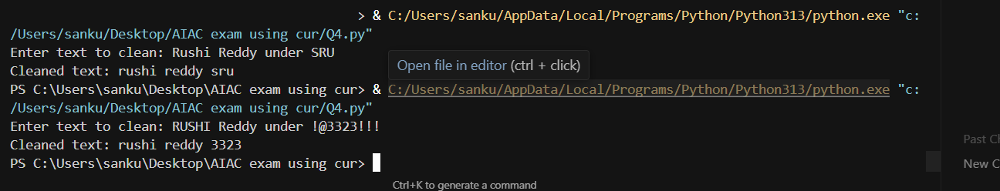 > & C:/Users/sanku/AppData/Local/Programs/Python/Python313/python.exe "c:
/Users/sanku/Desktop/AIAC exam using cur/Q4.py"
Enter text to clean: Rushi Reddy under SRU
Cleaned text: rushi reddy sru
Open file in editor (ctrl + click)
PS C:\Users\sanku\Desktop\AIAC exam using cur> & C:/Users/sanku/AppData/Local/Programs/Python/Python313/python.exe "c:
/Users/sanku/Desktop/AIAC exam using cur/Q4.py"
Enter text to clean: RUSHI Reddy under !@3323!!!
Cleaned text: rushi reddy 3323
PS C:\Users\sanku\Desktop\AIAC exam using cur>
Ctrl+K to generate a command
Past Ch
New C